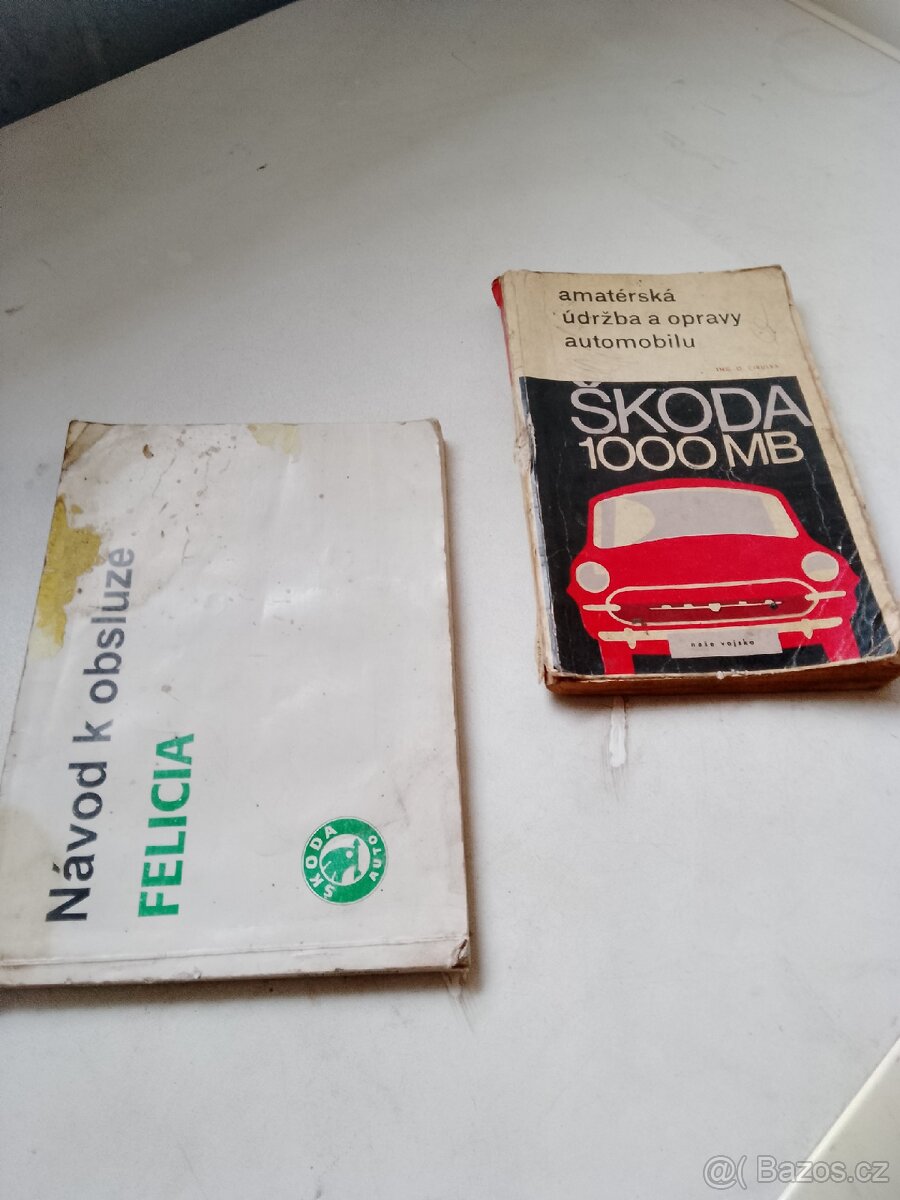 Návod k obsluze
FELICIA
ŠKODA
AUTO
amatérská
údržba a opravy
automobilu
ŠKODA
1000 MB
naše vojsko
@( Bazos.cz